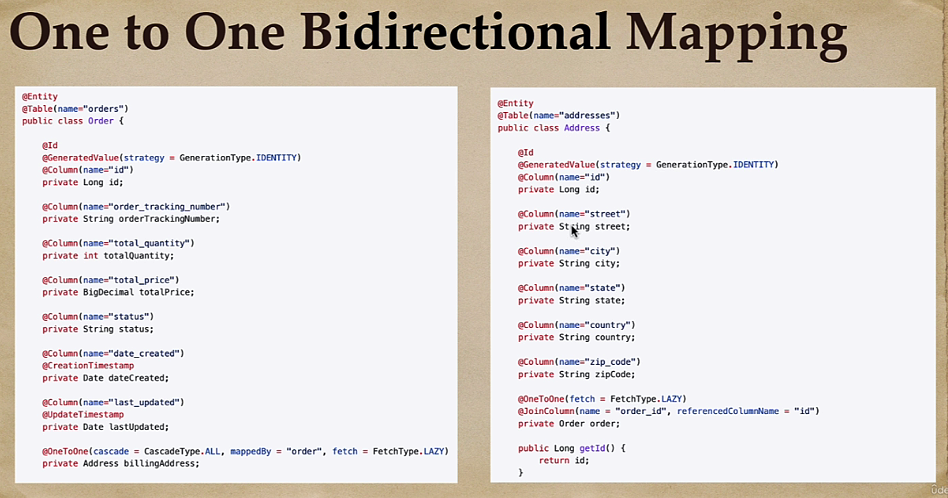 One to One Bidirectional Mapping
@Entity
@Table(name="orders")
public class Order {
@Id
@GeneratedValue(strategy = GenerationType.IDENTITY)
@Column(name="id")
private Long id;
@Column(name="order_tracking_number")
private String orderTrackingNumber;
@Column(name="total_quantity")
private int totalQuantity;
@Column(name="total_price")
private BigDecimal totalPrice;
@Column(name="status")
private String status;
@Column(name="date_created")
@CreationTimestamp
private Date dateCreated;
@Column(name="last_updated")
@UpdateTimestamp
private Date lastUpdated;
@OneToOne(cascade = CascadeType.ALL, mappedBy = "order", fetch = FetchType.LAZY)
private Address billingAddress;
@Entity
@Table(name="addresses")
public class Address {
@Id
@GeneratedValue(strategy = GenerationType.IDENTITY)
@Column(name="id")
private Long id;
@Column(name="street")
private String street;
@Column(name="city")
private String city;
@Column(name="state")
private String state;
@Column(name="country")
private String country;
@Column(name="zip_code")
private String zipCode;
@OneToOne(fetch = FetchType.LAZY)
@JoinColumn(name = "order_id", referencedColumnName = "id")
private Order order;
public Long getId() {
return id;
}